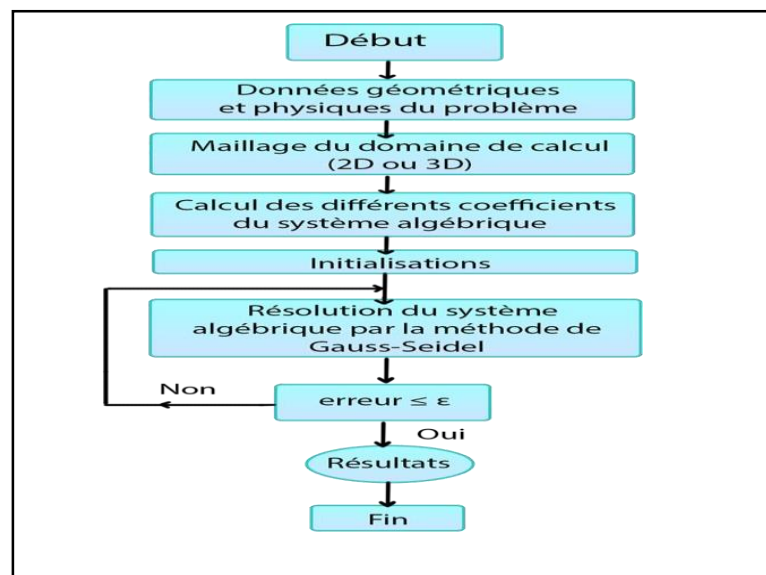 Début
Données géométriques
et physiques du problème
Maillage du domaine de calcul
(2D ou 3D)
Calcul des différents coefficients
du système algébrique
Initialisations
Résolution du système
algébrique par la méthode de
Gauss-Seidel
Non
erreur ≤ ε
Oui
Résultats
Fin